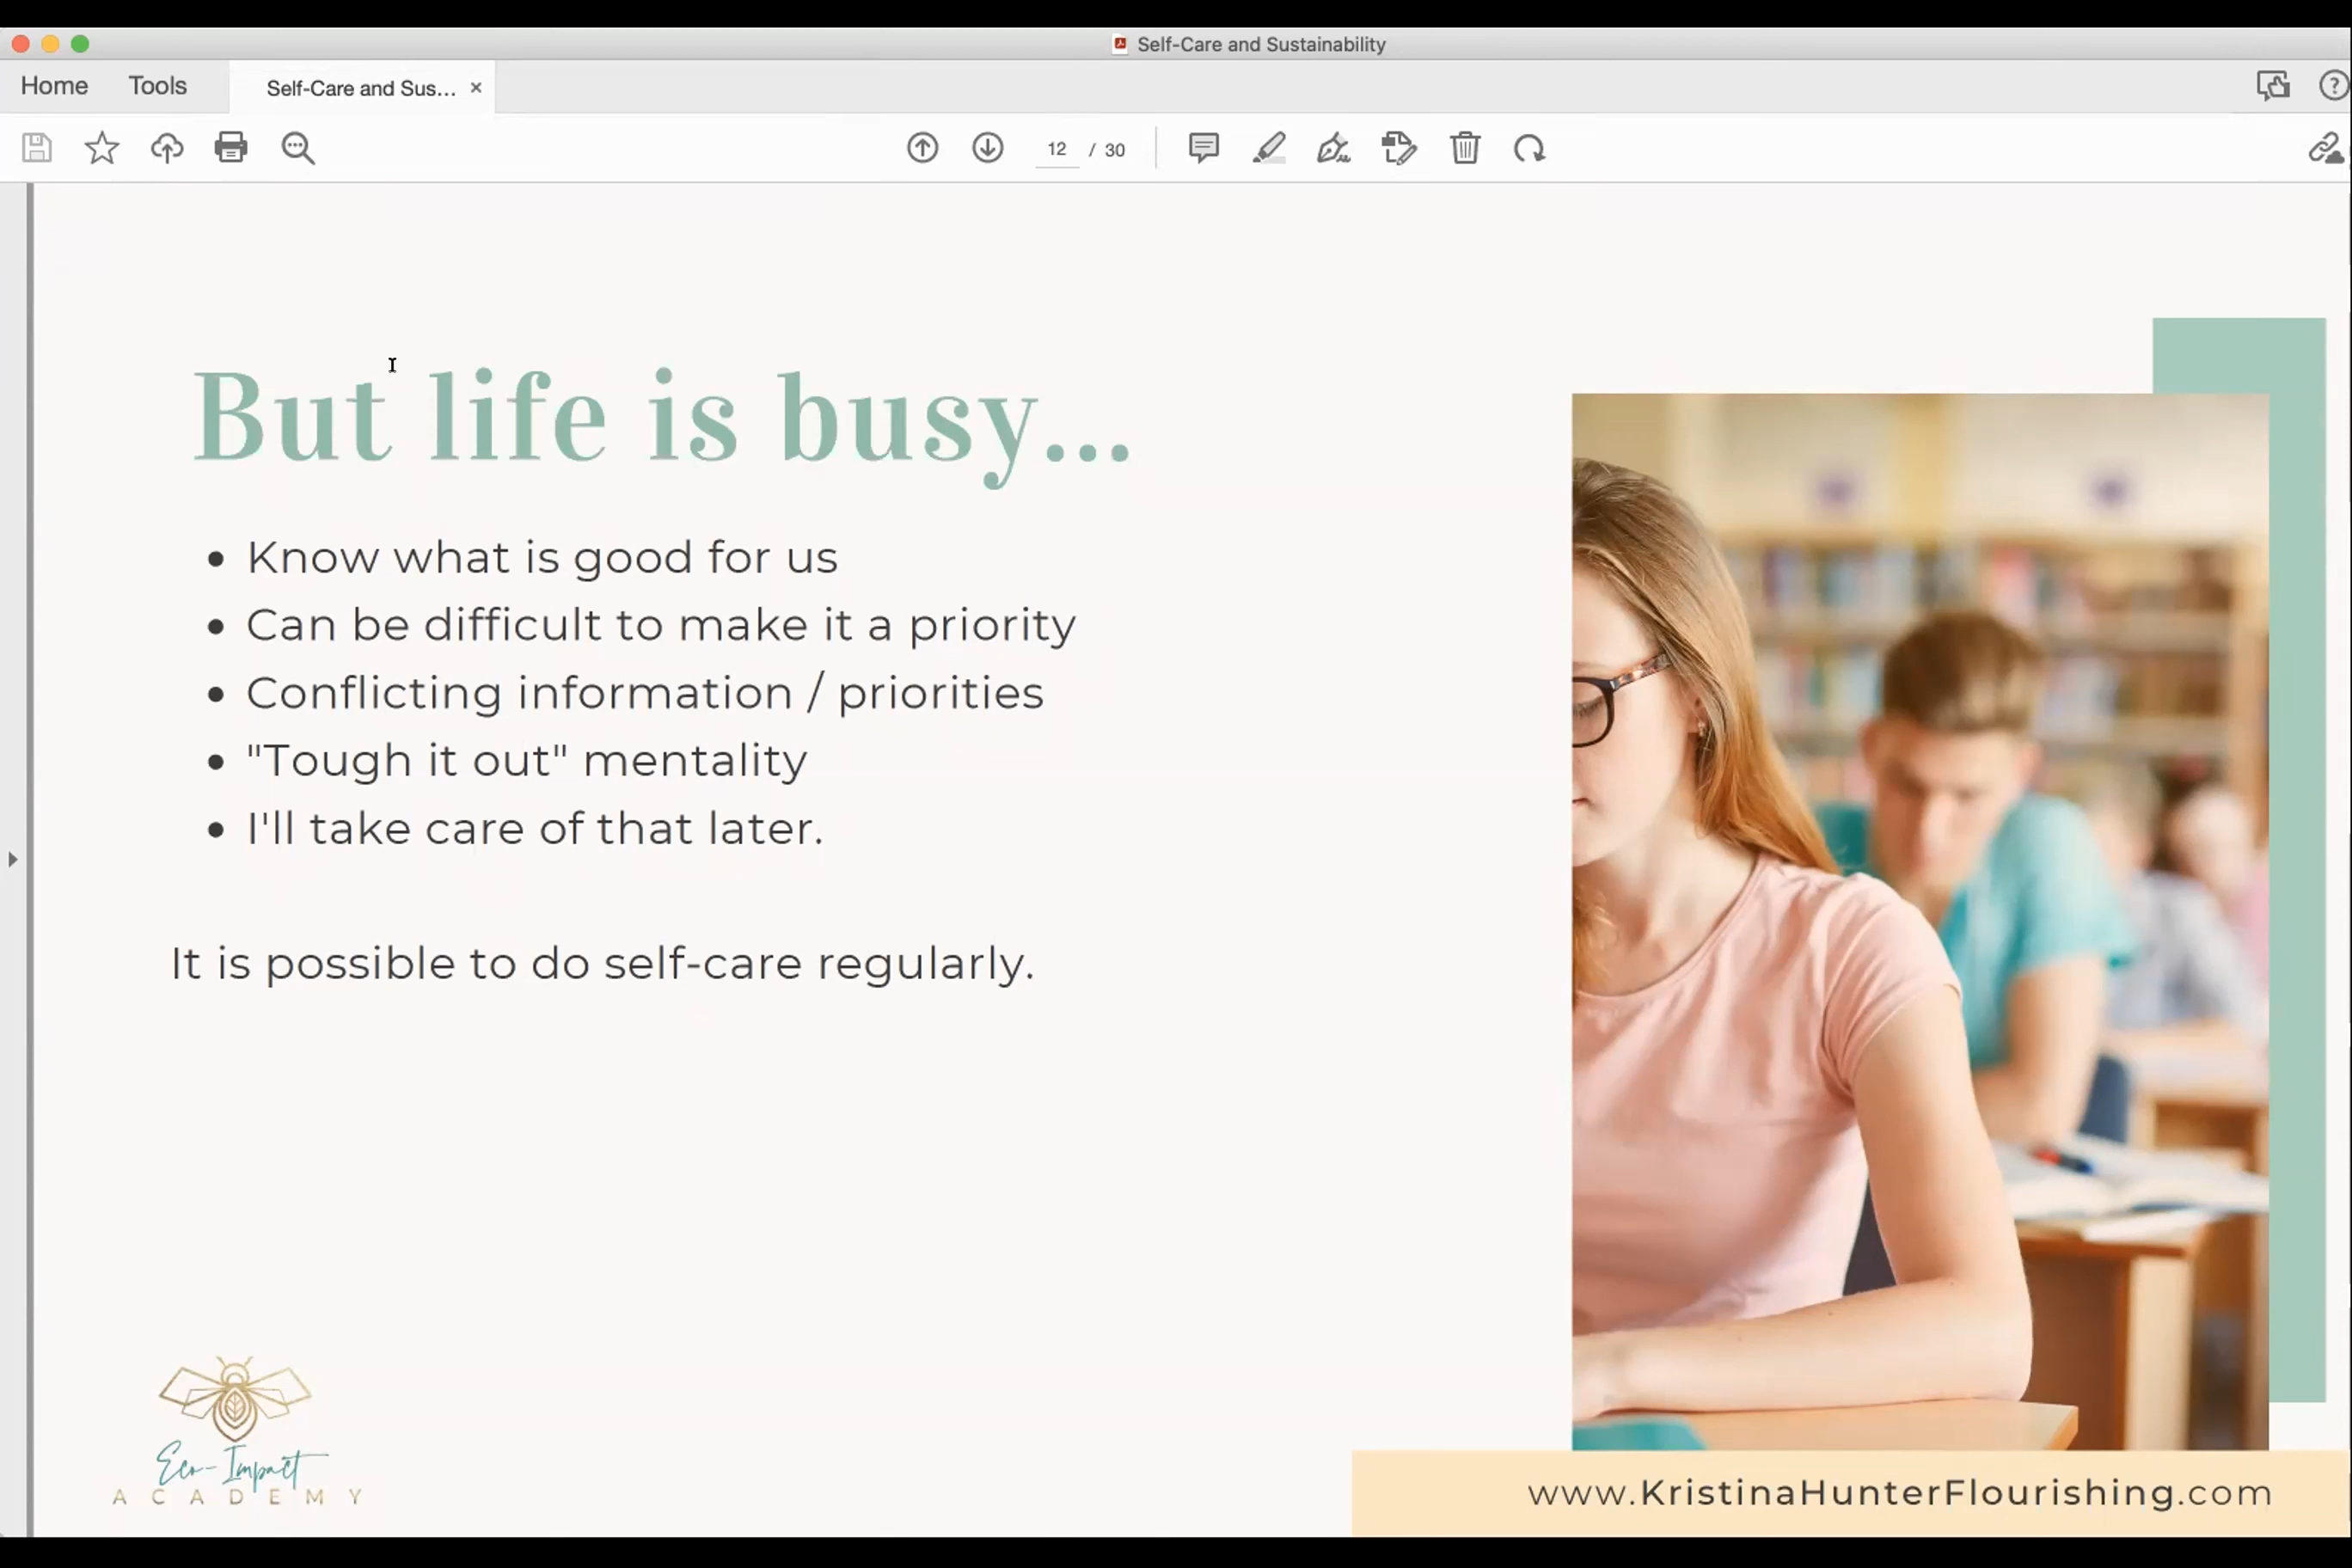 Self-Care and Sustainability
Home Tools Self-Care and Sus... ×
12 / 30
But life is busy...
• Know what is good for us
• Can be difficult to make it a priority
• Conflicting information / priorities
• "Tough it out" mentality
• I'll take care of that later.
It is possible to do self-care regularly.
Eco-Impact
ACADEMY
www.KristinaHunterFlourishing.com